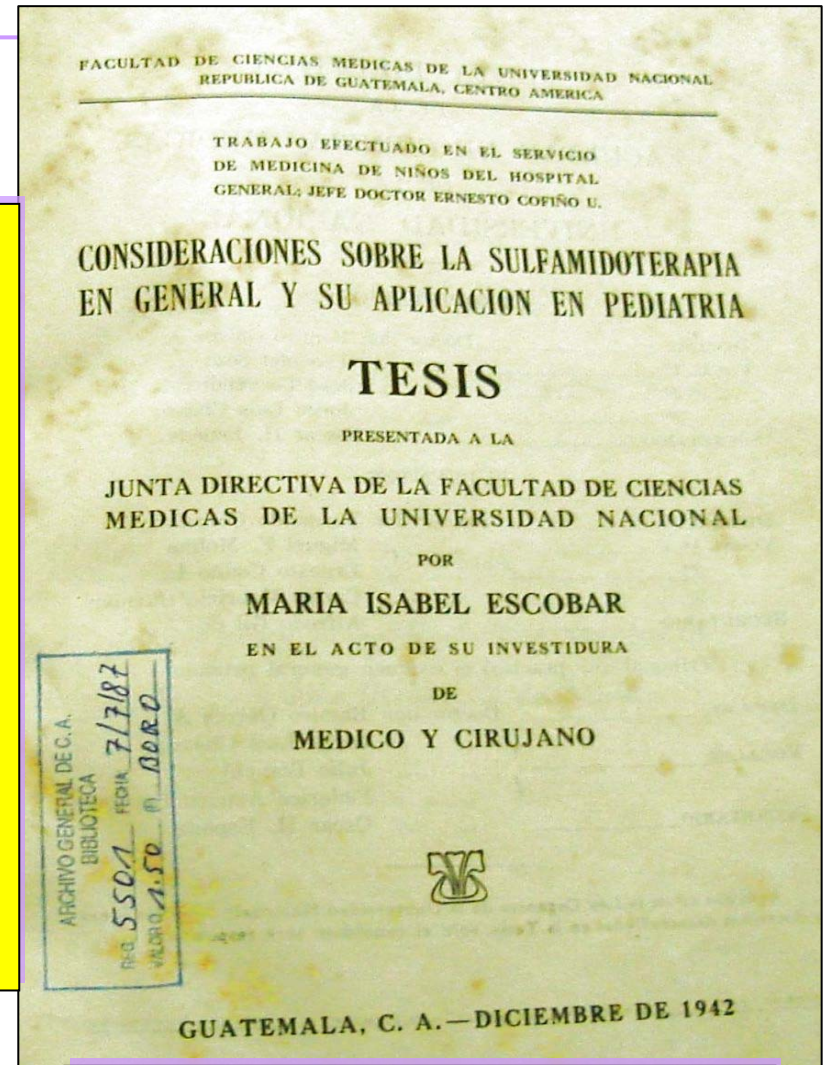 FACULTAD DE CIENCIAS MEDICAS DE LA UNIVERSIDAD NACIONAL
REPUBLICA DE GUATEMALA, CENTRO AMERICA
TRABAJO EFECTUADO EN EL SERVICIO
DE MEDICINA DE NIÑOS DEL HOSPITAL
GENERAL; JEFE DOCTOR ERNESTO COFIÑO U.
CONSIDERACIONES SOBRE LA SULFAMIDOTERAPIA
EN GENERAL Y SU APLICACION EN PEDIATRIA
TESIS
PRESENTADA A LA
JUNTA DIRECTIVA DE LA FACULTAD DE CIENCIAS
MEDICAS DE LA UNIVERSIDAD NACIONAL
POR
MARIA ISABEL ESCOBAR
EN EL ACTO DE SU INVESTIDURA
DE
MEDICO Y CIRUJANO
ARCHIVO GENERAL DE C. A.
BIBLIOTECA
REG. 5501 FECHA 7/7/87
VALOR Q 1.50
GUATEMALA, C. A.—DICIEMBRE DE 1942